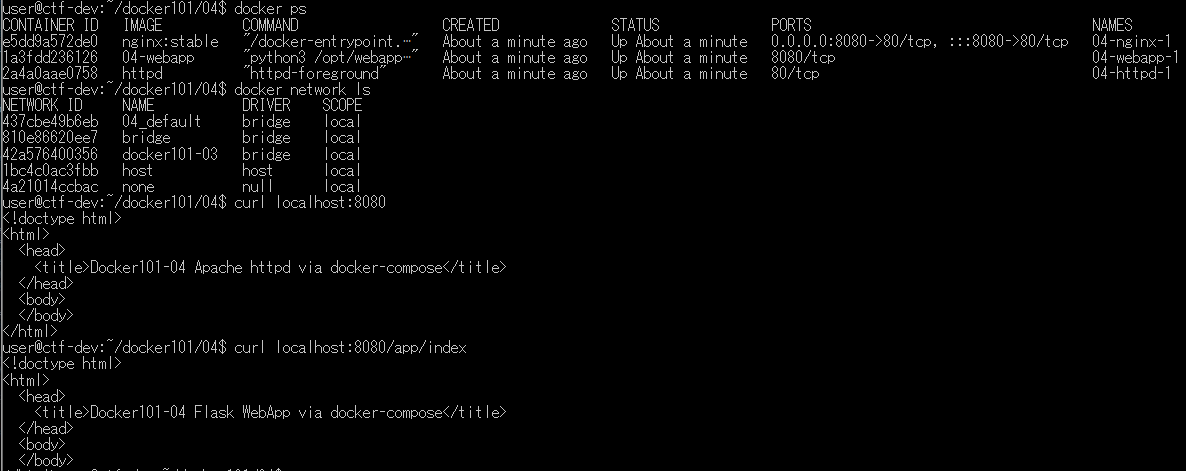 user@ctf-dev:~/docker101/04$ docker ps
CONTAINER ID   IMAGE          COMMAND                  CREATED              STATUS              PORTS                                   NAMES
e5dd9a572de0   nginx:stable   "/docker-entrypoint.…"   About a minute ago   Up About a minute   0.0.0.0:8080->80/tcp, :::8080->80/tcp   04-nginx-1
1a3fdd236126   04-webapp      "python3 /opt/webapp…"   About a minute ago   Up About a minute   8080/tcp                                04-webapp-1
2a4a0aae0758   httpd          "httpd-foreground"       About a minute ago   Up About a minute   80/tcp                                  04-httpd-1
user@ctf-dev:~/docker101/04$ docker network ls
NETWORK ID     NAME           DRIVER    SCOPE
437cbe49b6eb   04_default     bridge    local
810e86620ee7   bridge         bridge    local
42a576400356   docker101-03   bridge    local
1bc4c0ac3fbb   host           host      local
4a21014ccbac   none           null      local
user@ctf-dev:~/docker101/04$ curl localhost:8080
<!doctype html>
<html>
  <head>
    <title>Docker101-04 Apache httpd via docker-compose</title>
  </head>
  <body>
  </body>
</html>
user@ctf-dev:~/docker101/04$ curl localhost:8080/app/index
<!doctype html>
<html>
  <head>
    <title>Docker101-04 Flask WebApp via docker-compose</title>
  </head>
  <body>
  </body>